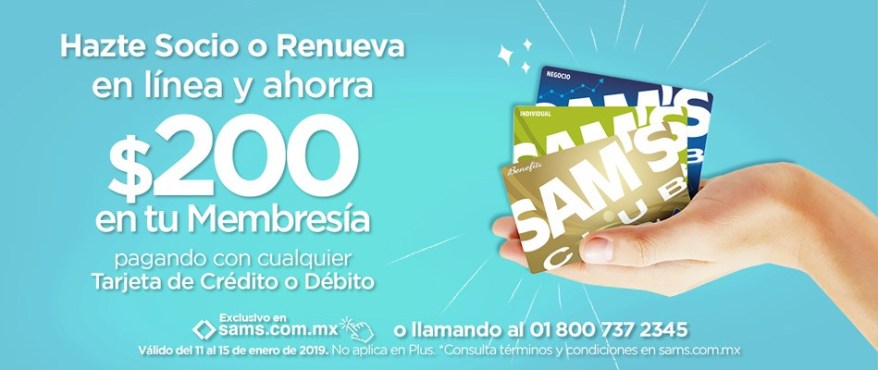 Hazte Socio o Renueva
en línea y ahorra
$200
en tu Membresía
pagando con cualquier
Tarjeta de Crédito o Débito
NEGOCIO
SAM'S
INDIVIDUAL
SAM'S
Benefits
SAM'S
CLUB
Exclusivo en
sams.com.mx
o llamando al 01 800 737 2345
Válido del 11 al 15 de enero de 2019. No aplica en Plus. *Consulta términos y condiciones en sams.com.mx